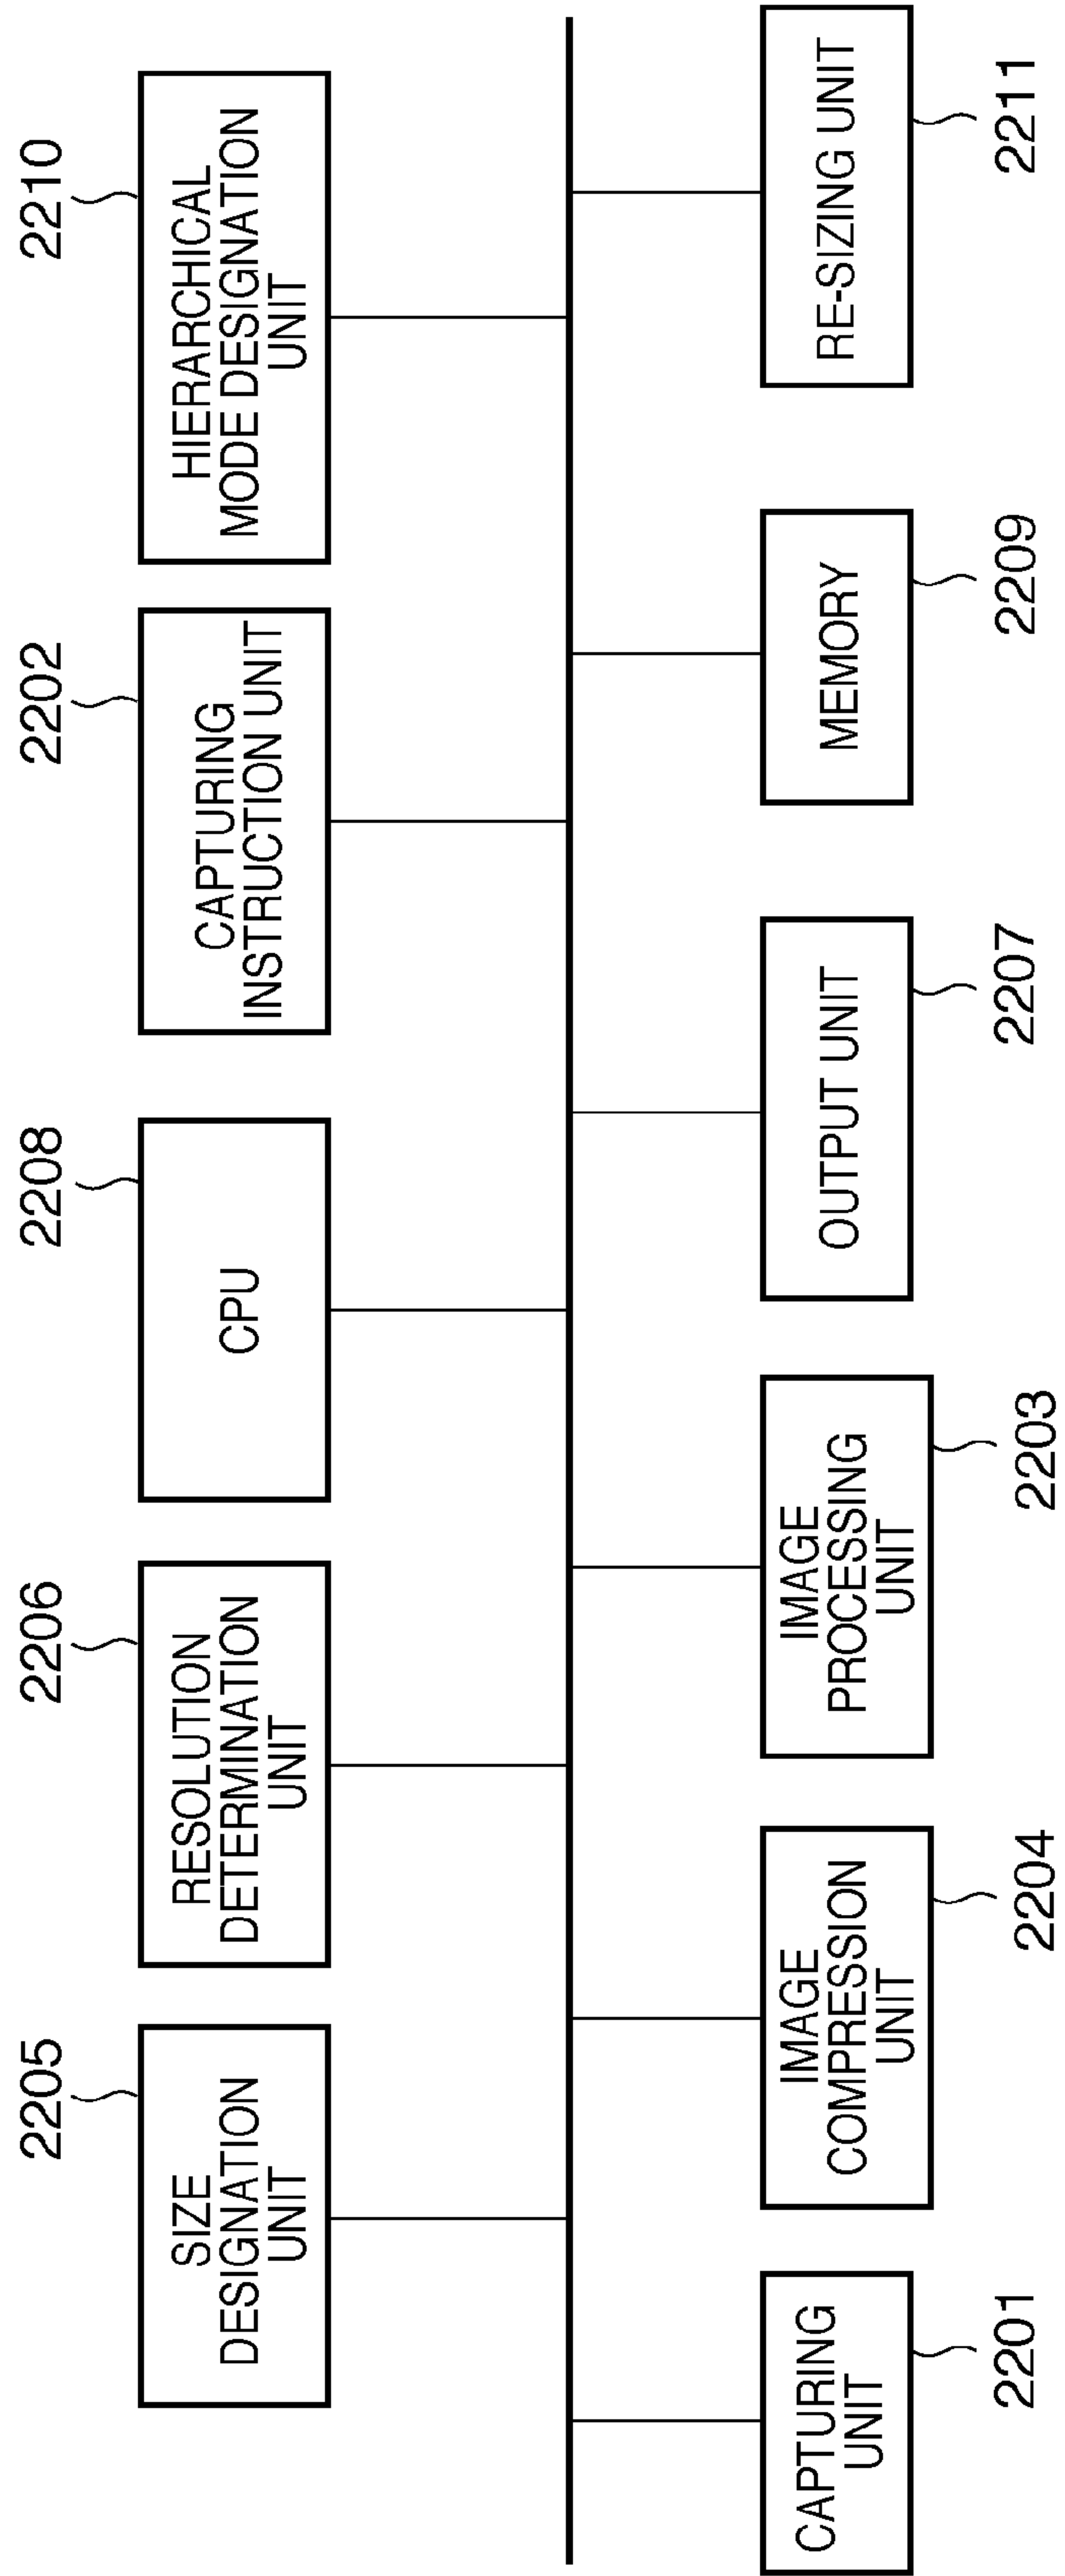 2205
SIZE
DESIGNATION
UNIT
2206
RESOLUTION
DETERMINATION
UNIT
2208
CPU
2202
CAPTURING
INSTRUCTION UNIT
2210
HIERARCHICAL
MODE DESIGNATION
UNIT
CAPTURING
UNIT
2201
IMAGE
COMPRESSION
UNIT
2204
IMAGE
PROCESSING
UNIT
2203
OUTPUT UNIT
2207
MEMORY
2209
RE-SIZING UNIT
2211